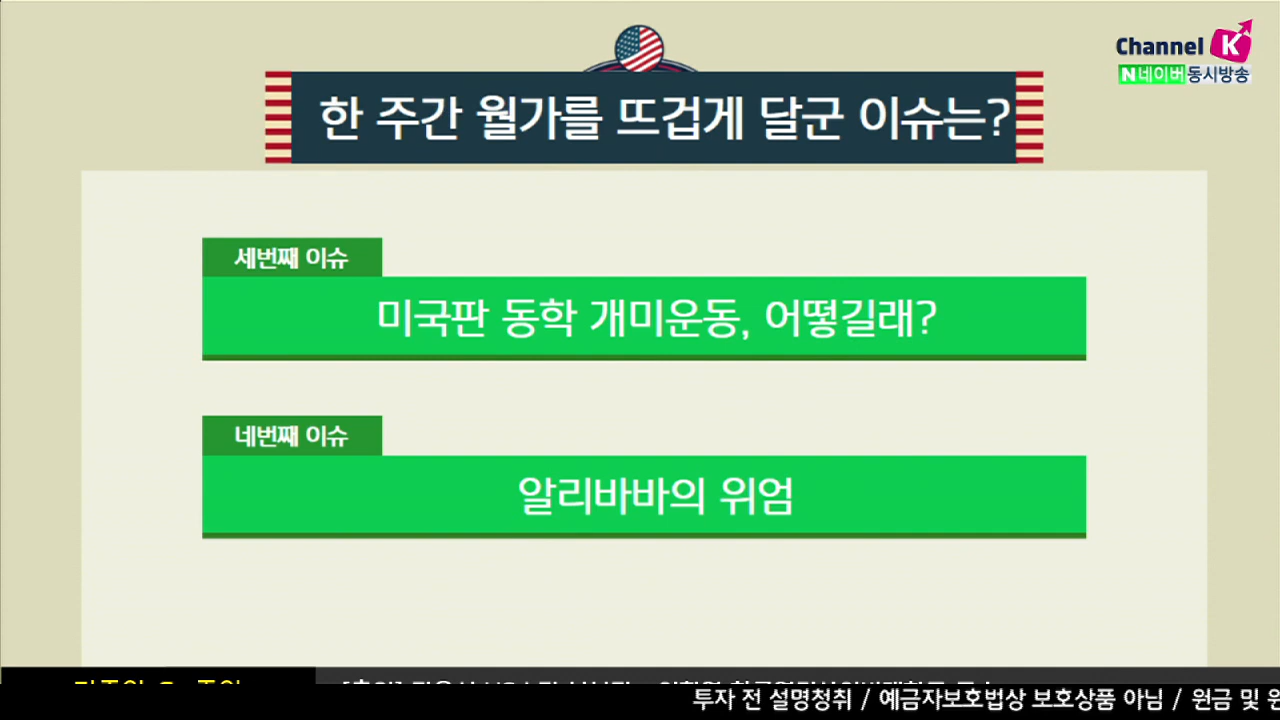 Channel K
N 네이버 동시방송
한 주간 월가를 뜨겁게 달군 이슈는?
세번째 이슈
미국판 동학 개미운동, 어떻길래?
네번째 이슈
알리바바의 위엄
투자 전 설명청취 / 예금자보호법상 보호상품 아님 / 원금 및